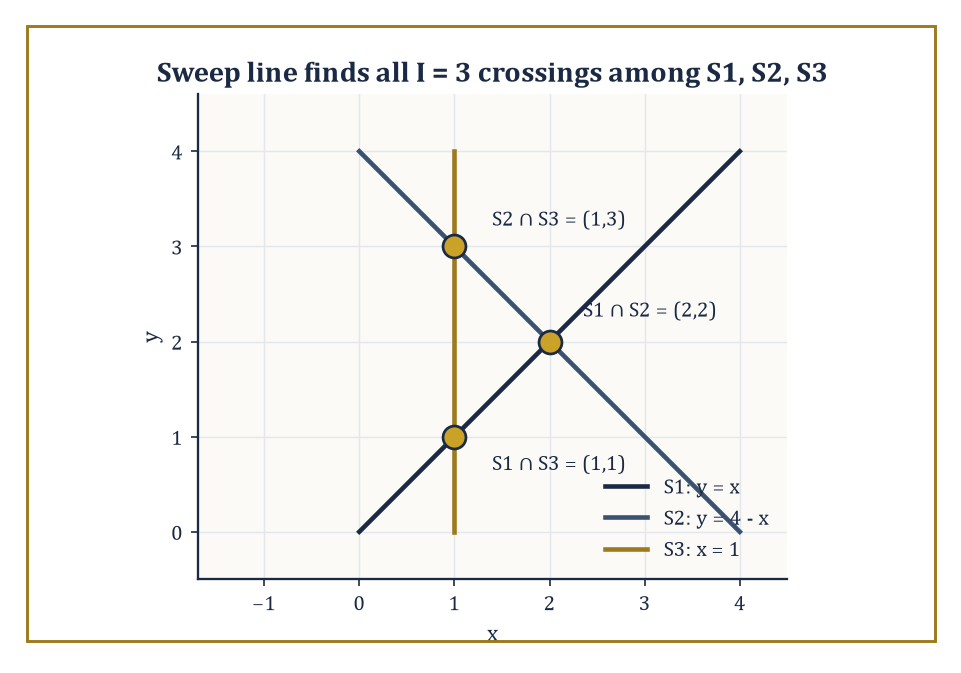 Sweep line finds all I = 3 crossings among S1, S2, S3
4
S2 ∩ S3 = (1,3)
3
S1 ∩ S2 = (2,2)
y
2
1
S1 ∩ S3 = (1,1)
S1: y = x
S2: y = 4 - x
0
S3: x = 1
−1 0 1 2 3 4
x